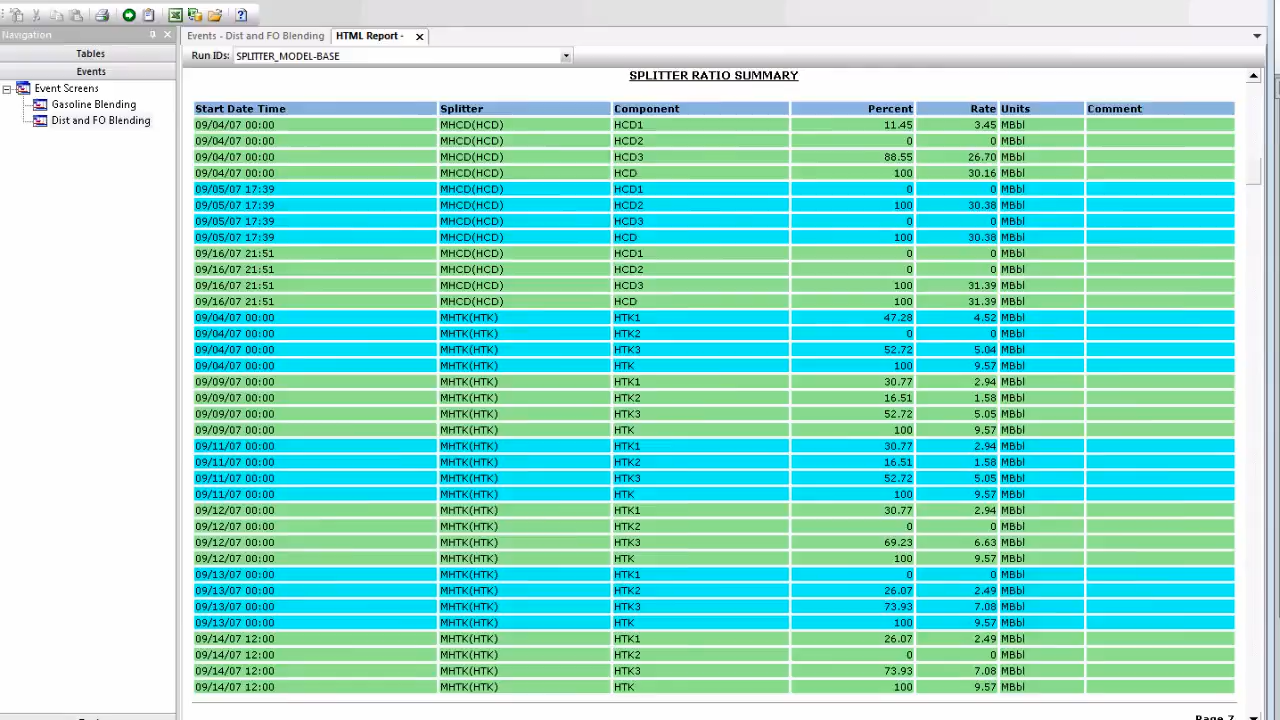 Navigation
Events - Dist and FO Blending HTML Report -
Tables
Run IDs: SPLITTER_MODEL-BASE
Events
Event Screens
Gasoline Blending
Dist and FO Blending
SPLITTER RATIO SUMMARY
Start Date Time Splitter Component Percent Rate Units Comment
09/04/07 00:00 MHCD(HCD) HCD1 11.45 3.45 MBbl
09/04/07 00:00 MHCD(HCD) HCD2 0 0 MBbl
09/04/07 00:00 MHCD(HCD) HCD3 88.55 26.70 MBbl
09/04/07 00:00 MHCD(HCD) HCD 100 30.16 MBbl
09/05/07 17:39 MHCD(HCD) HCD1 0 0 MBbl
09/05/07 17:39 MHCD(HCD) HCD2 100 30.38 MBbl
09/05/07 17:39 MHCD(HCD) HCD3 0 0 MBbl
09/05/07 17:39 MHCD(HCD) HCD 100 30.38 MBbl
09/16/07 21:51 MHCD(HCD) HCD1 0 0 MBbl
09/16/07 21:51 MHCD(HCD) HCD2 0 0 MBbl
09/16/07 21:51 MHCD(HCD) HCD3 100 31.39 MBbl
09/16/07 21:51 MHCD(HCD) HCD 100 31.39 MBbl
09/04/07 00:00 MHTK(HTK) HTK1 47.28 4.52 MBbl
09/04/07 00:00 MHTK(HTK) HTK2 0 0 MBbl
09/04/07 00:00 MHTK(HTK) HTK3 52.72 5.04 MBbl
09/04/07 00:00 MHTK(HTK) HTK 100 9.57 MBbl
09/09/07 00:00 MHTK(HTK) HTK1 30.77 2.94 MBbl
09/09/07 00:00 MHTK(HTK) HTK2 16.51 1.58 MBbl
09/09/07 00:00 MHTK(HTK) HTK3 52.72 5.05 MBbl
09/09/07 00:00 MHTK(HTK) HTK 100 9.57 MBbl
09/11/07 00:00 MHTK(HTK) HTK1 30.77 2.94 MBbl
09/11/07 00:00 MHTK(HTK) HTK2 16.51 1.58 MBbl
09/11/07 00:00 MHTK(HTK) HTK3 52.72 5.05 MBbl
09/11/07 00:00 MHTK(HTK) HTK 100 9.57 MBbl
09/12/07 00:00 MHTK(HTK) HTK1 30.77 2.94 MBbl
09/12/07 00:00 MHTK(HTK) HTK2 0 0 MBbl
09/12/07 00:00 MHTK(HTK) HTK3 69.23 6.63 MBbl
09/12/07 00:00 MHTK(HTK) HTK 100 9.57 MBbl
09/13/07 00:00 MHTK(HTK) HTK1 0 0 MBbl
09/13/07 00:00 MHTK(HTK) HTK2 26.07 2.49 MBbl
09/13/07 00:00 MHTK(HTK) HTK3 73.93 7.08 MBbl
09/13/07 00:00 MHTK(HTK) HTK 100 9.57 MBbl
09/14/07 12:00 MHTK(HTK) HTK1 26.07 2.49 MBbl
09/14/07 12:00 MHTK(HTK) HTK2 0 0 MBbl
09/14/07 12:00 MHTK(HTK) HTK3 73.93 7.08 MBbl
09/14/07 12:00 MHTK(HTK) HTK 100 9.57 MBbl
Page 7